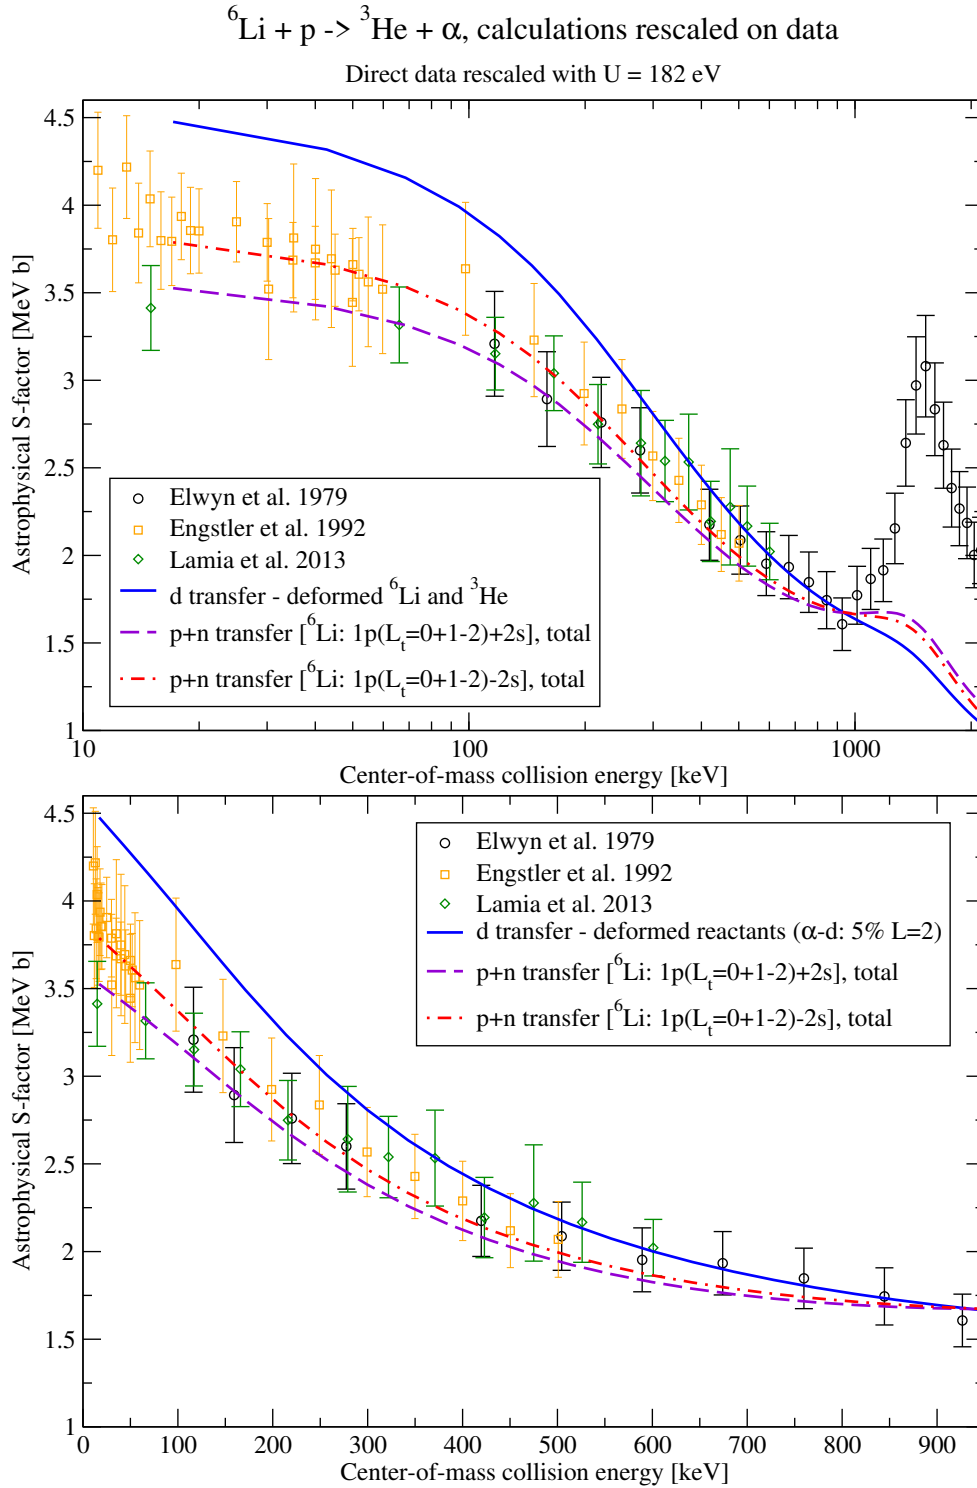 ⁶Li + p -> ³He + α, calculations rescaled on data
Direct data rescaled with U = 182 eV
4.5
4
3.5
3
2.5
2
1.5
1
Astrophysical S-factor [MeV b]
Elwyn et al. 1979
Engstler et al. 1992
Lamia et al. 2013
d transfer - deformed ⁶Li and ³He
p+n transfer [⁶Li: 1p(Lₜ=0+1-2)+2s], total
p+n transfer [⁶Li: 1p(Lₜ=0+1-2)-2s], total
10 100 1000
Center-of-mass collision energy [keV]
4.5
4
3.5
3
2.5
2
1.5
1
Astrophysical S-factor [MeV b]
Elwyn et al. 1979
Engstler et al. 1992
Lamia et al. 2013
d transfer - deformed reactants (α-d: 5% L=2)
p+n transfer [⁶Li: 1p(Lₜ=0+1-2)+2s], total
p+n transfer [⁶Li: 1p(Lₜ=0+1-2)-2s], total
0 100 200 300 400 500 600 700 800 900
Center-of-mass collision energy [keV]